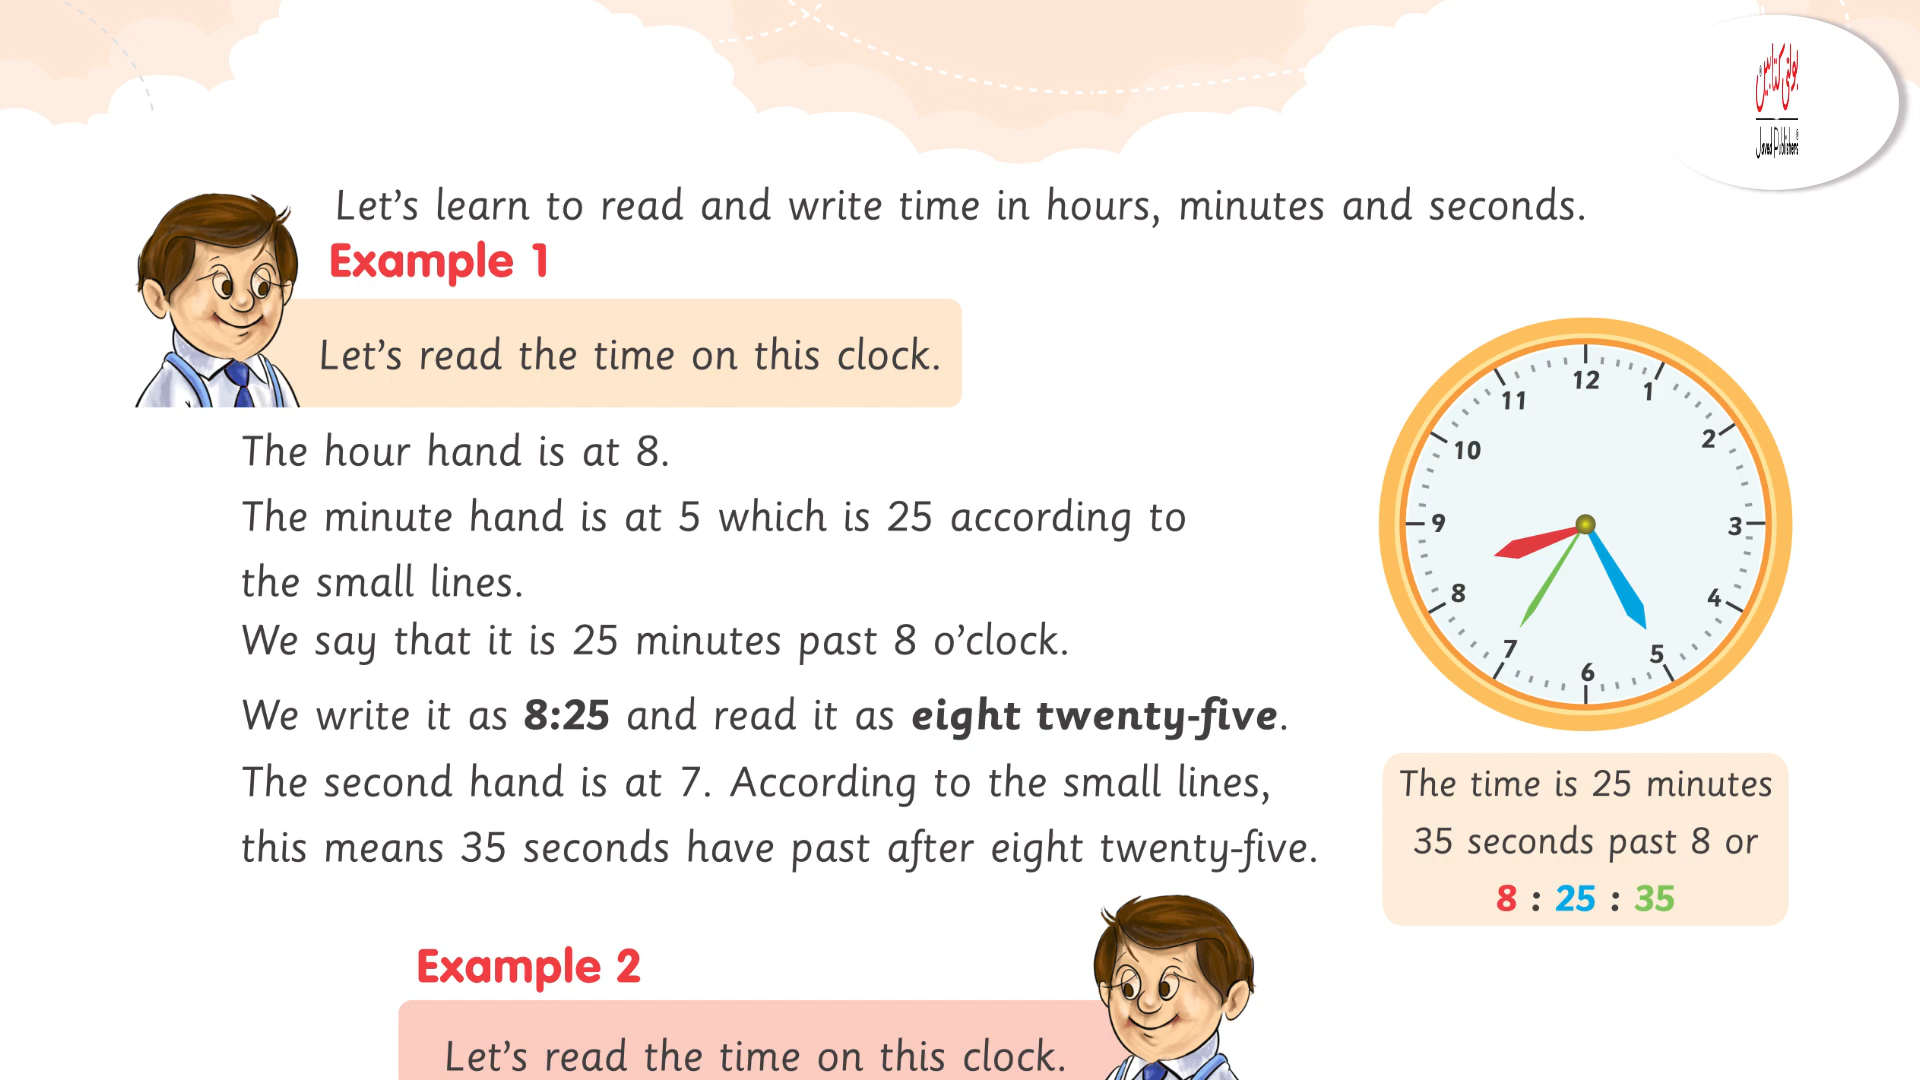 بولتی کتابیں
Javed Publishers
Let's learn to read and write time in hours, minutes and seconds.
Example 1
Let's read the time on this clock.
The hour hand is at 8.
The minute hand is at 5 which is 25 according to
the small lines.
We say that it is 25 minutes past 8 o'clock.
We write it as 8:25 and read it as eight twenty-five.
The second hand is at 7. According to the small lines,
this means 35 seconds have past after eight twenty-five.
12
1
2
3
4
5
6
7
8
9
10
11
The time is 25 minutes
35 seconds past 8 or
8 : 25 : 35
Example 2
Let's read the time on this clock.